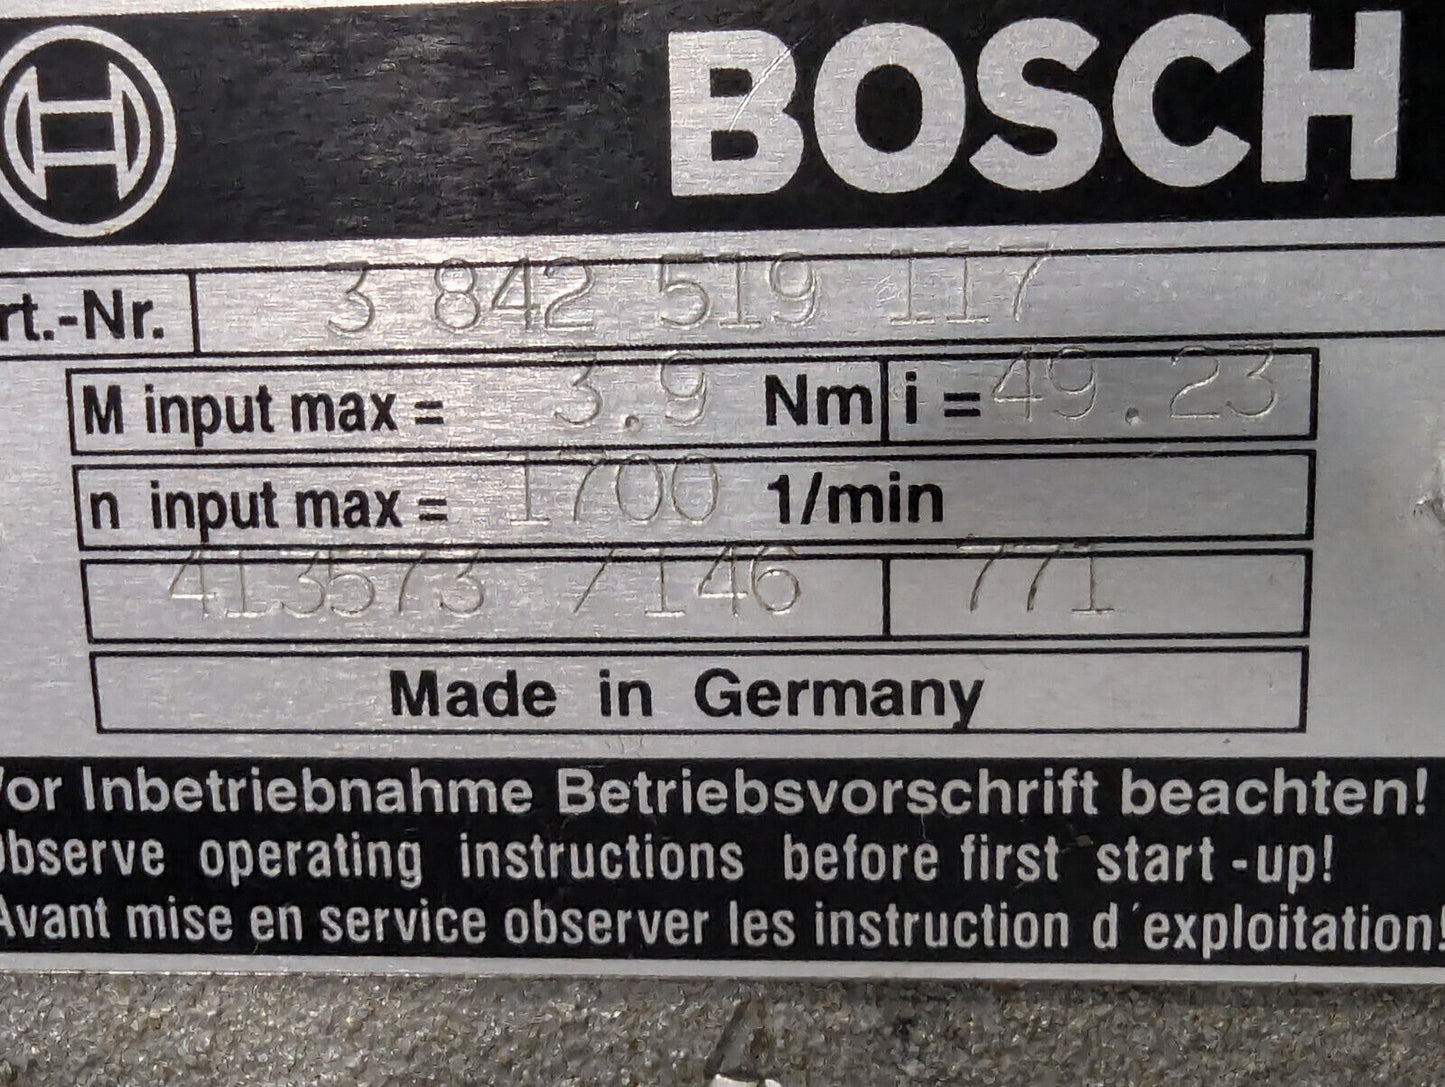 BOSCH
rt.-Nr. 3 842 519 117
M input max = 3.9 Nm i = 49.23
n input max = 1700 1/min
413573 /146 771
Made in Germany
Vor Inbetriebnahme Betriebsvorschrift beachten!
Observe operating instructions before first start-up!
Avant mise en service observer les instruction d´exploitation!